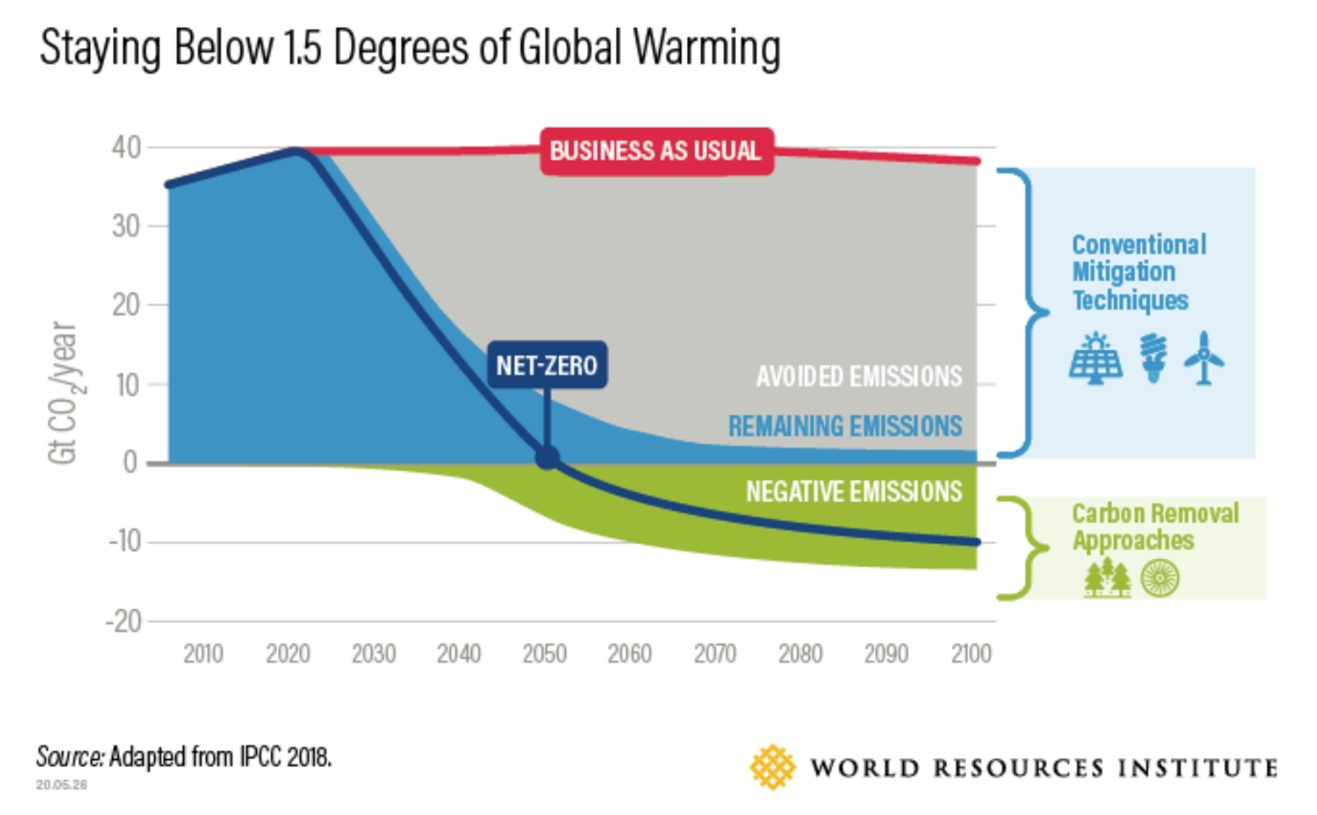 Staying Below 1.5 Degrees of Global Warming
40
30
20
10
0
-10
-20
Gt CO₂/year
BUSINESS AS USUAL
NET-ZERO
AVOIDED EMISSIONS
REMAINING EMISSIONS
NEGATIVE EMISSIONS
Conventional
Mitigation
Techniques
Carbon Removal
Approaches
2010 2020 2030 2040 2050 2060 2070 2080 2090 2100
Source: Adapted from IPCC 2018.
20.05.26
WORLD RESOURCES INSTITUTE